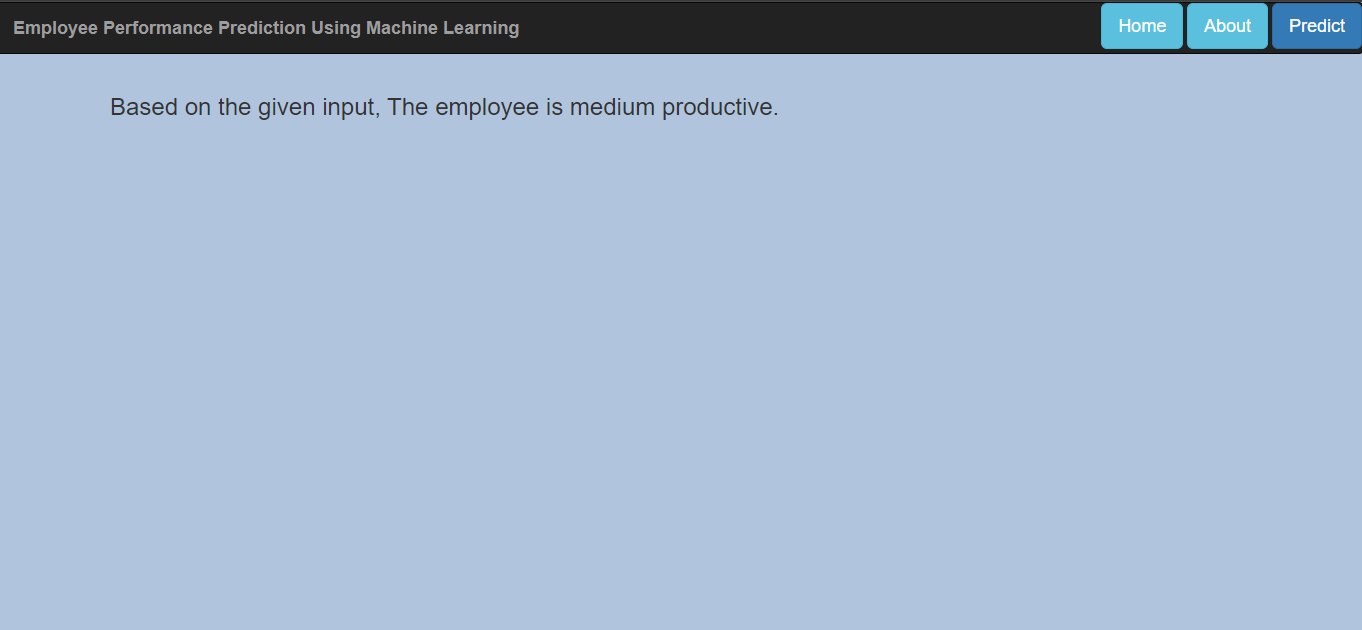 Employee Performance Prediction Using Machine Learning
Home
About
Predict
Based on the given input, The employee is medium productive.